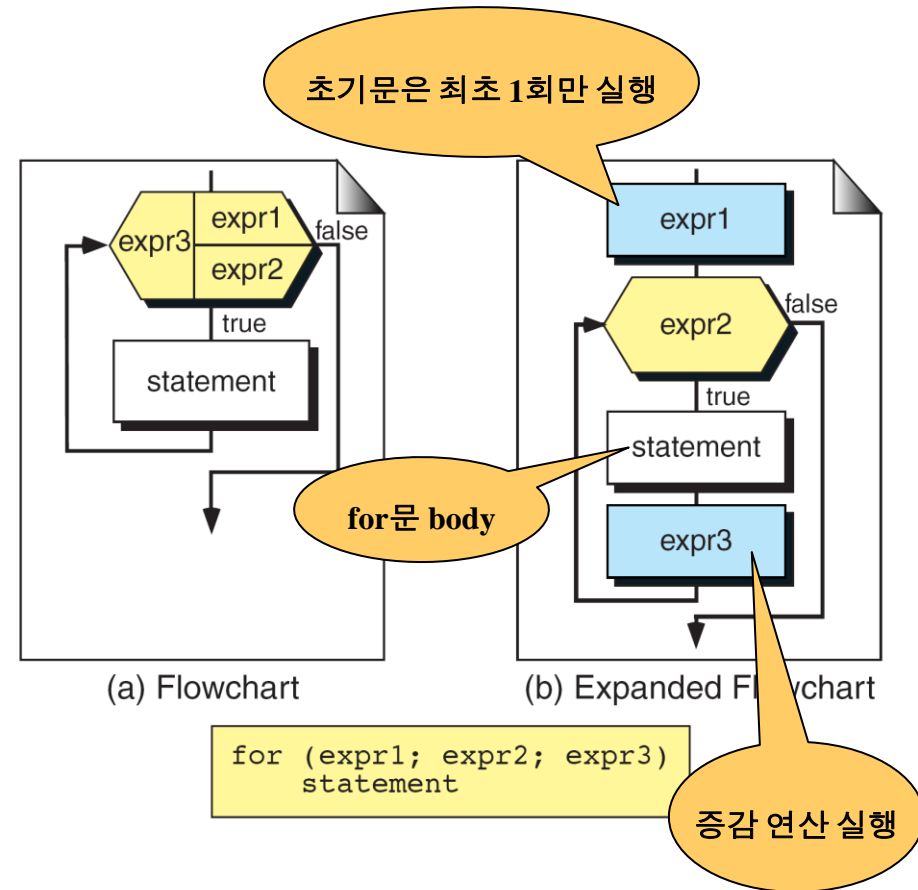 초기문은 최초 1회만 실행
expr3
expr1
expr2
false
true
statement
(a) Flowchart
expr1
expr2
false
true
statement
for문 body
expr3
(b) Expanded Fl wchart
for (expr1; expr2; expr3)
statement
증감 연산 실행